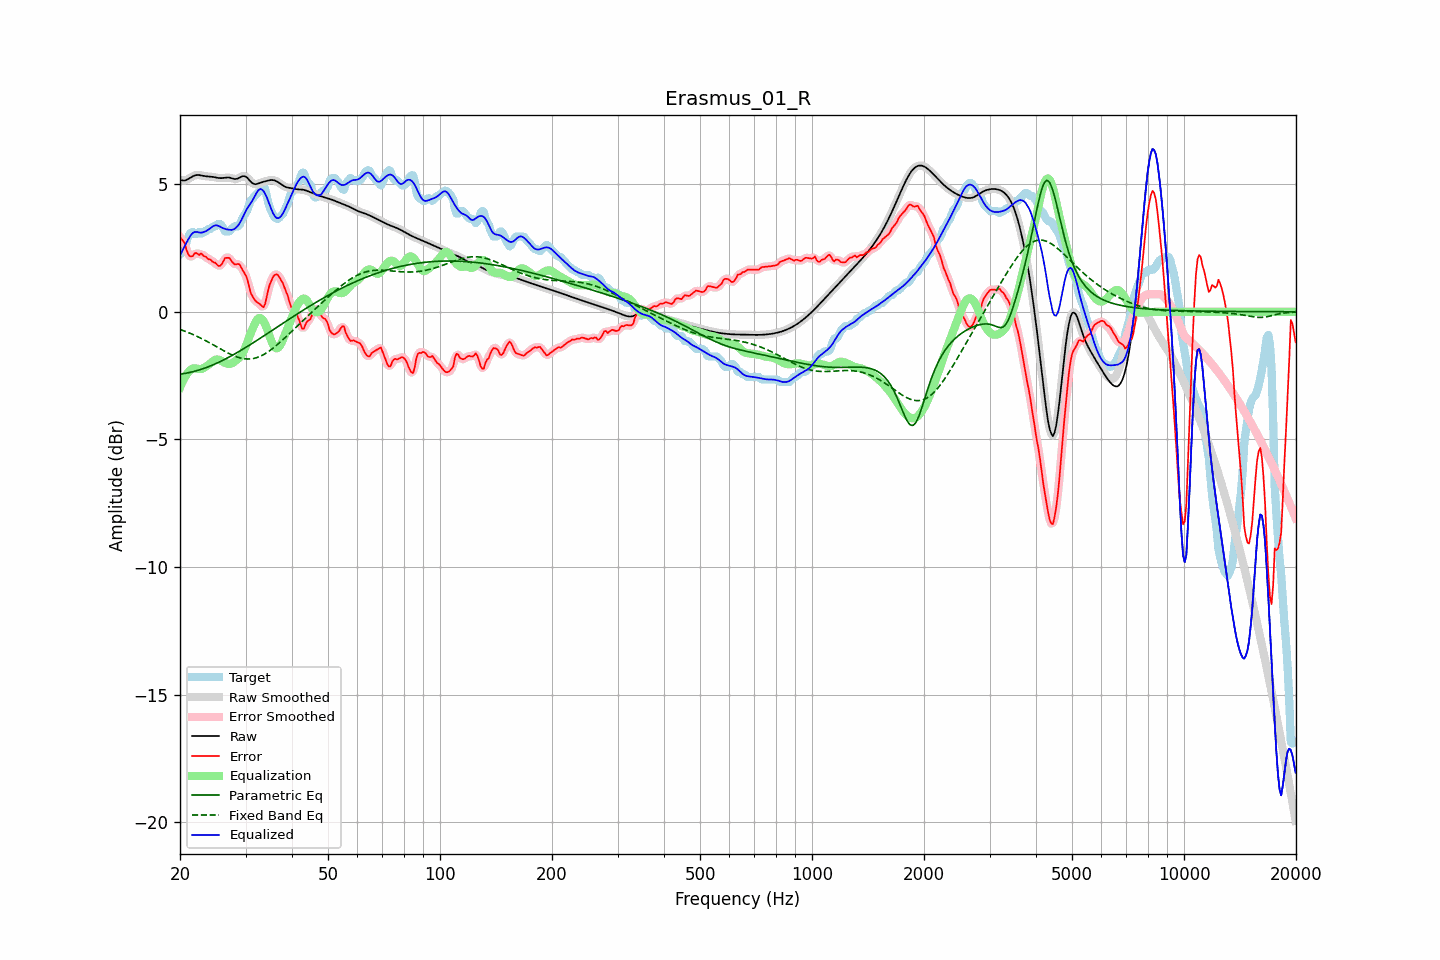 Erasmus_01_R
Amplitude (dBr)
5
0
−5
−10
−15
−20
Target
Raw Smoothed
Error Smoothed
Raw
Error
Equalization
Parametric Eq
Fixed Band Eq
Equalized
20 50 100 200 500 1000 2000 5000 10000 20000
Frequency (Hz)